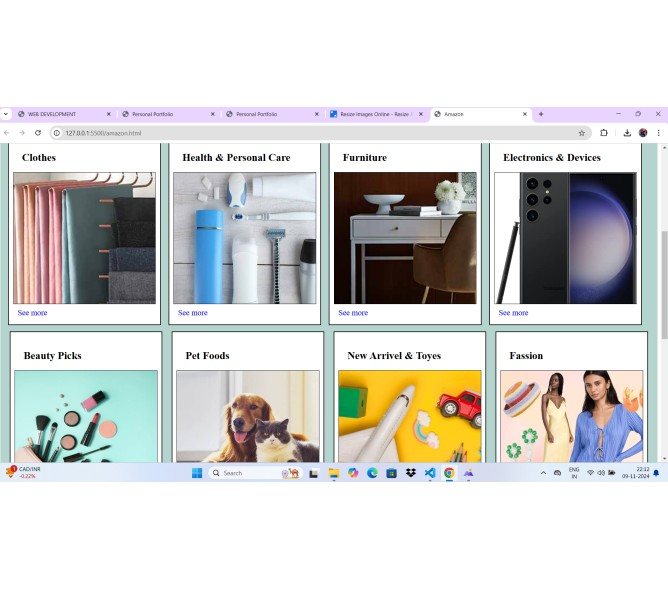 WEB DEVELOPMENT
Personal Portfolio
Personal Portfolio
Resize Images Online - Resize
Amazon
127.0.0.1:5500/amazon.html
Clothes
Health & Personal Care
Furniture
Electronics & Devices
See more
See more
See more
See more
Beauty Picks
Pet Foods
New Arrivel & Toyes
Fassion
CAD/INR
-0.22%
Search
ENG
IN
22:12
09-11-2024